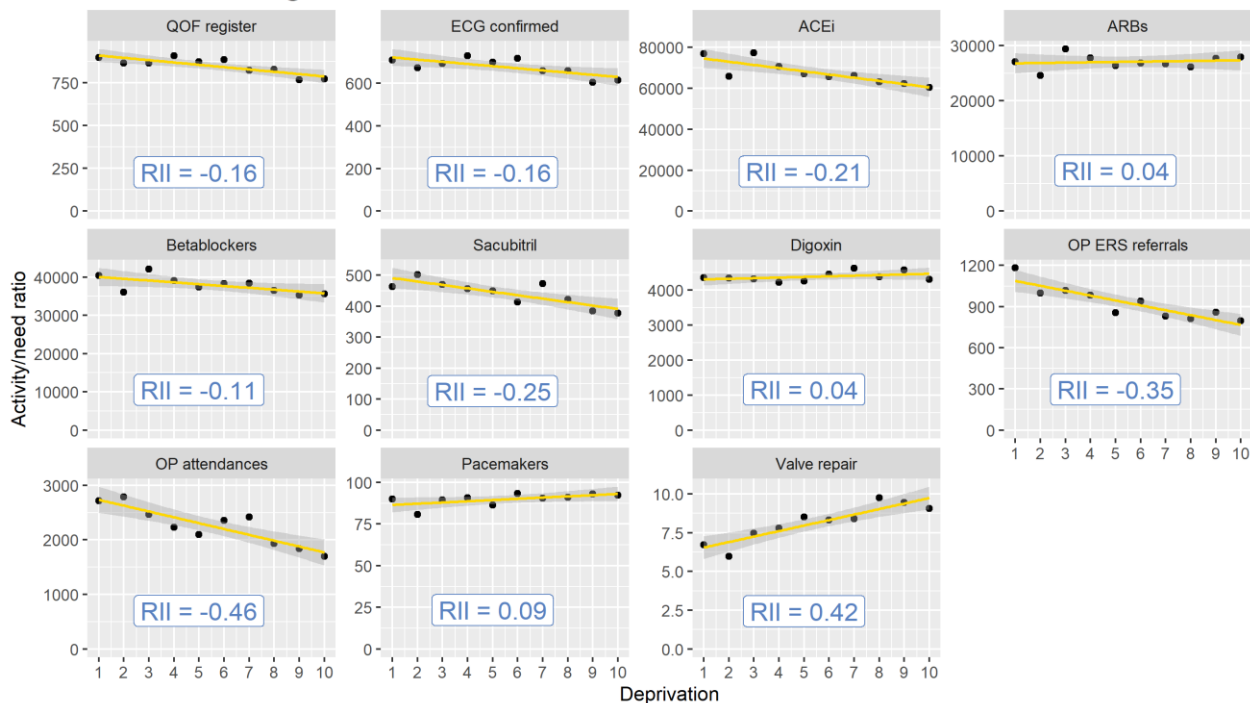 QOF register
ECG confirmed
ACEi
ARBs
750
500
250
0
RII = -0.16
600
400
200
0
RII = -0.16
80000
60000
40000
20000
0
RII = -0.21
30000
20000
10000
0
RII = 0.04
Betablockers
Sacubitril
Digoxin
OP ERS referrals
40000
30000
20000
10000
0
RII = -0.11
500
400
300
200
100
0
RII = -0.25
4000
3000
2000
1000
0
RII = 0.04
1200
900
600
300
0
RII = -0.35
Activity/need ratio
OP attendances
Pacemakers
Valve repair
3000
2000
1000
0
RII = -0.46
100
75
50
25
0
RII = 0.09
10.0
7.5
5.0
2.5
0.0
RII = 0.42
1 2 3 4 5 6 7 8 9 10
1 2 3 4 5 6 7 8 9 10
1 2 3 4 5 6 7 8 9 10
1 2 3 4 5 6 7 8 9 10
Deprivation